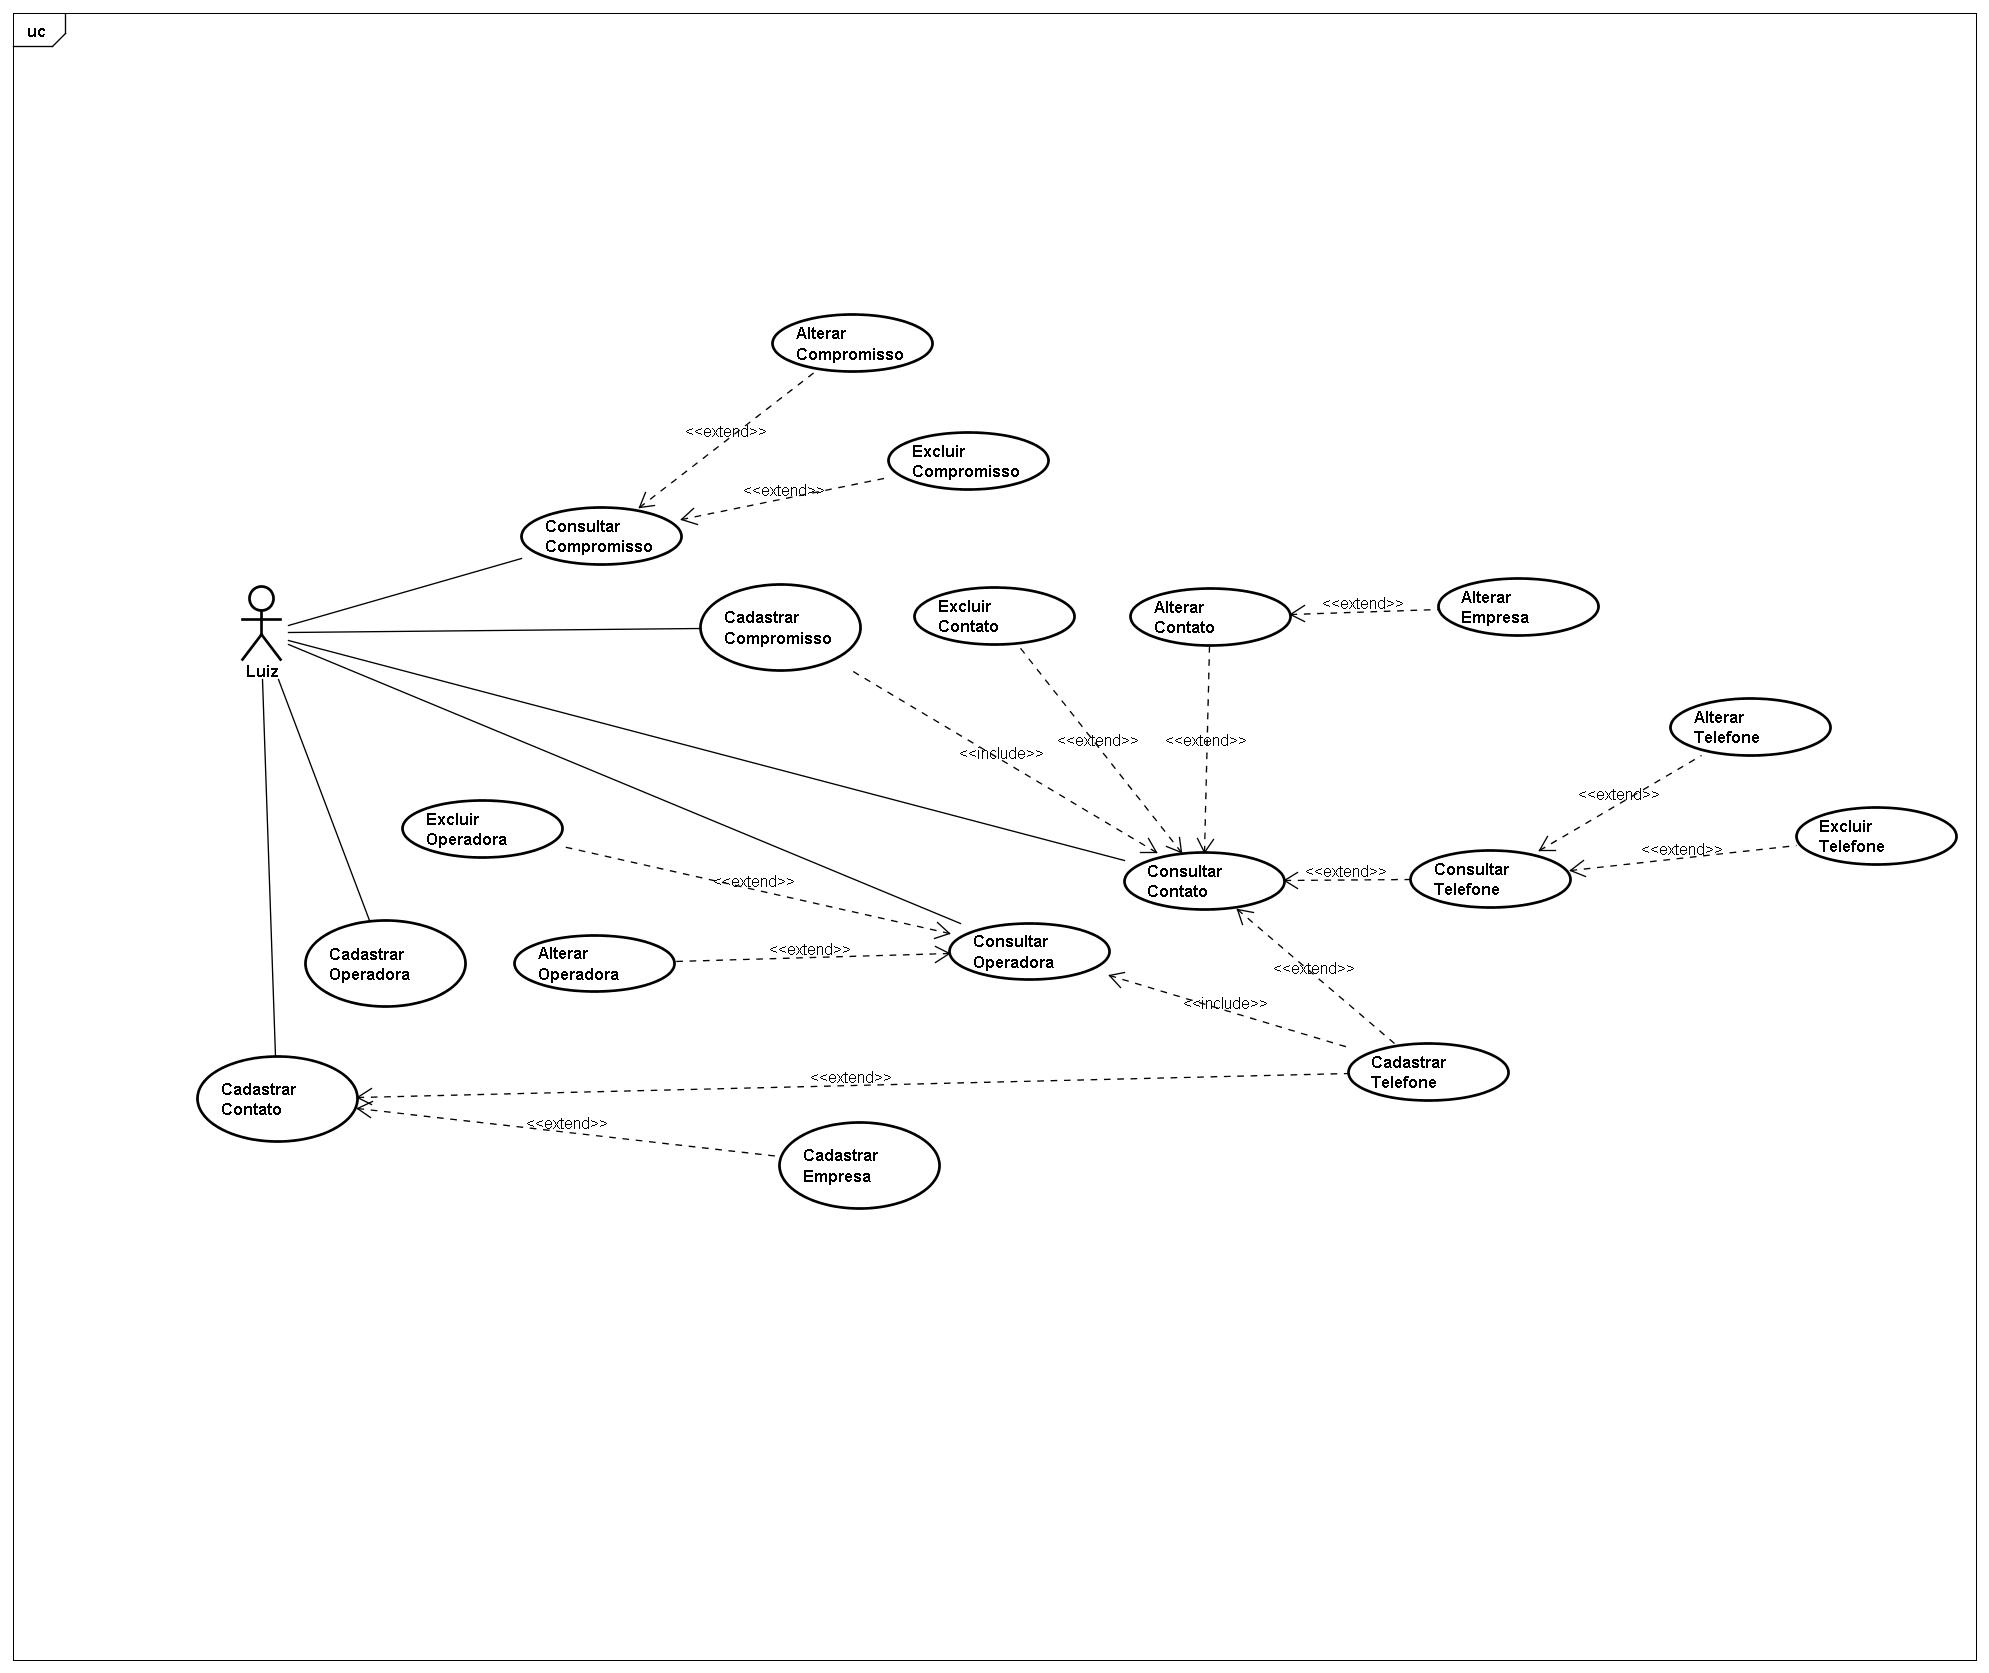 uc
Alterar
Compromisso
<<extend>>
Excluir
Compromisso
<<extend>>
Consultar
Compromisso
Luiz
Cadastrar
Compromisso
Excluir
Contato
Alterar
Contato
<<extend>>
Alterar
Empresa
<<include>>
<<extend>>
<<extend>>
Alterar
Telefone
<<extend>>
Excluir
Telefone
<<extend>>
Excluir
Operadora
<<extend>>
Consultar
Contato
<<extend>>
Consultar
Telefone
Cadastrar
Operadora
Alterar
Operadora
<<extend>>
Consultar
Operadora
<<extend>>
<<include>>
Cadastrar
Telefone
Cadastrar
Contato
<<extend>>
<<extend>>
Cadastrar
Empresa